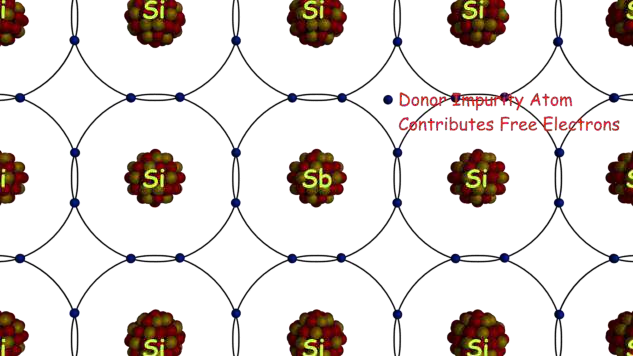 Si Si Si
Donor Impurity Atom
Contributes Free Electrons
i Si Sb Si S
i Si Si Si S